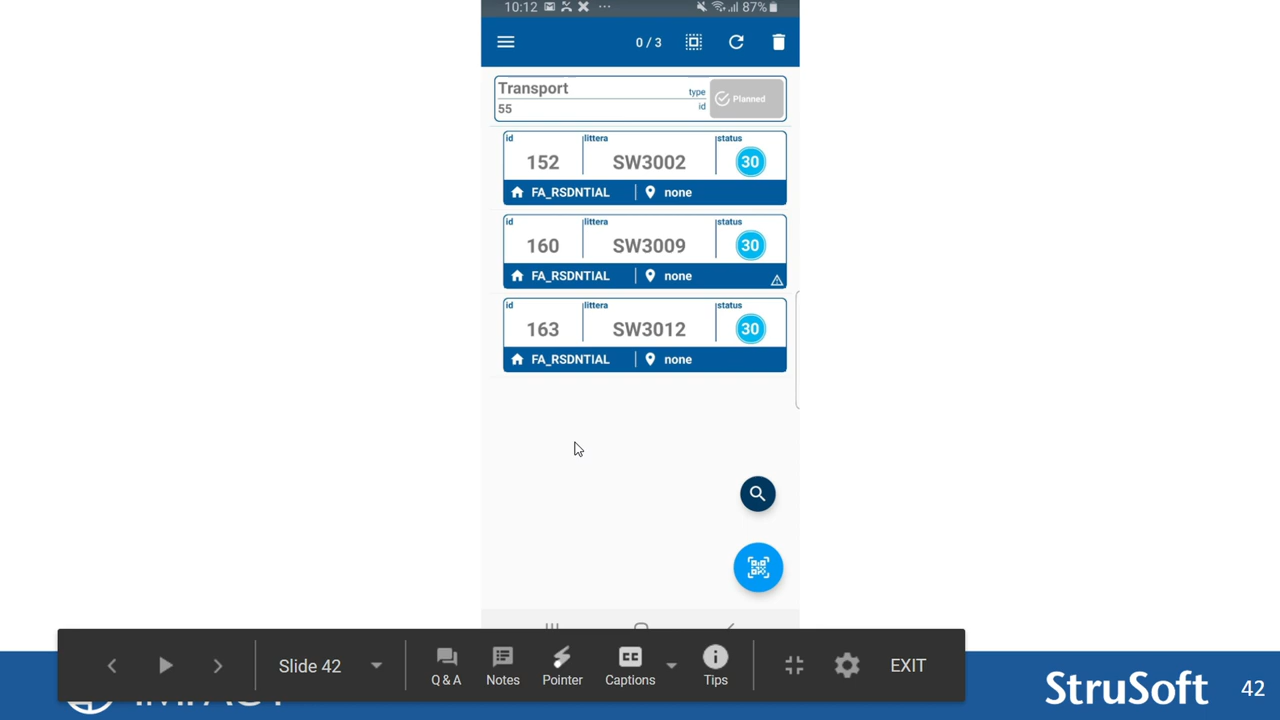 10:12 ··· 87%
0 / 3
Transport
type
55
id
Planned
id littera status
152 SW3002 30
FA_RSDNTIAL none
id littera status
160 SW3009 30
FA_RSDNTIAL none
id littera status
163 SW3012 30
FA_RSDNTIAL none
Slide 42
Q & A Notes Pointer Captions Tips EXIT
CC
StruSoft 42